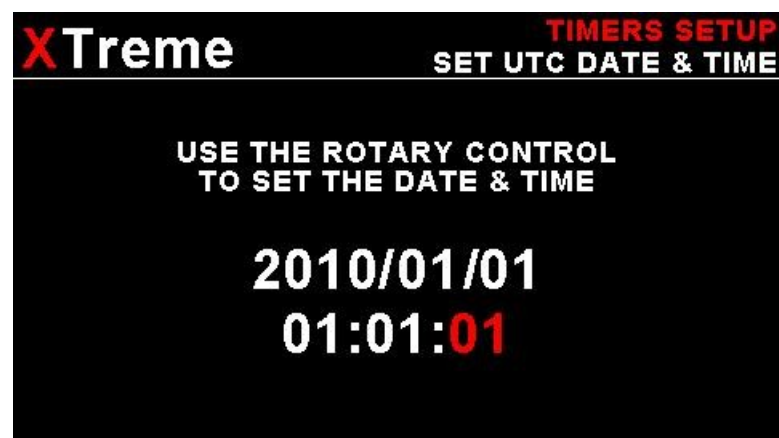 XTreme
TIMERS SETUP
SET UTC DATE & TIME
USE THE ROTARY CONTROL
TO SET THE DATE & TIME
2010/01/01
01:01:01